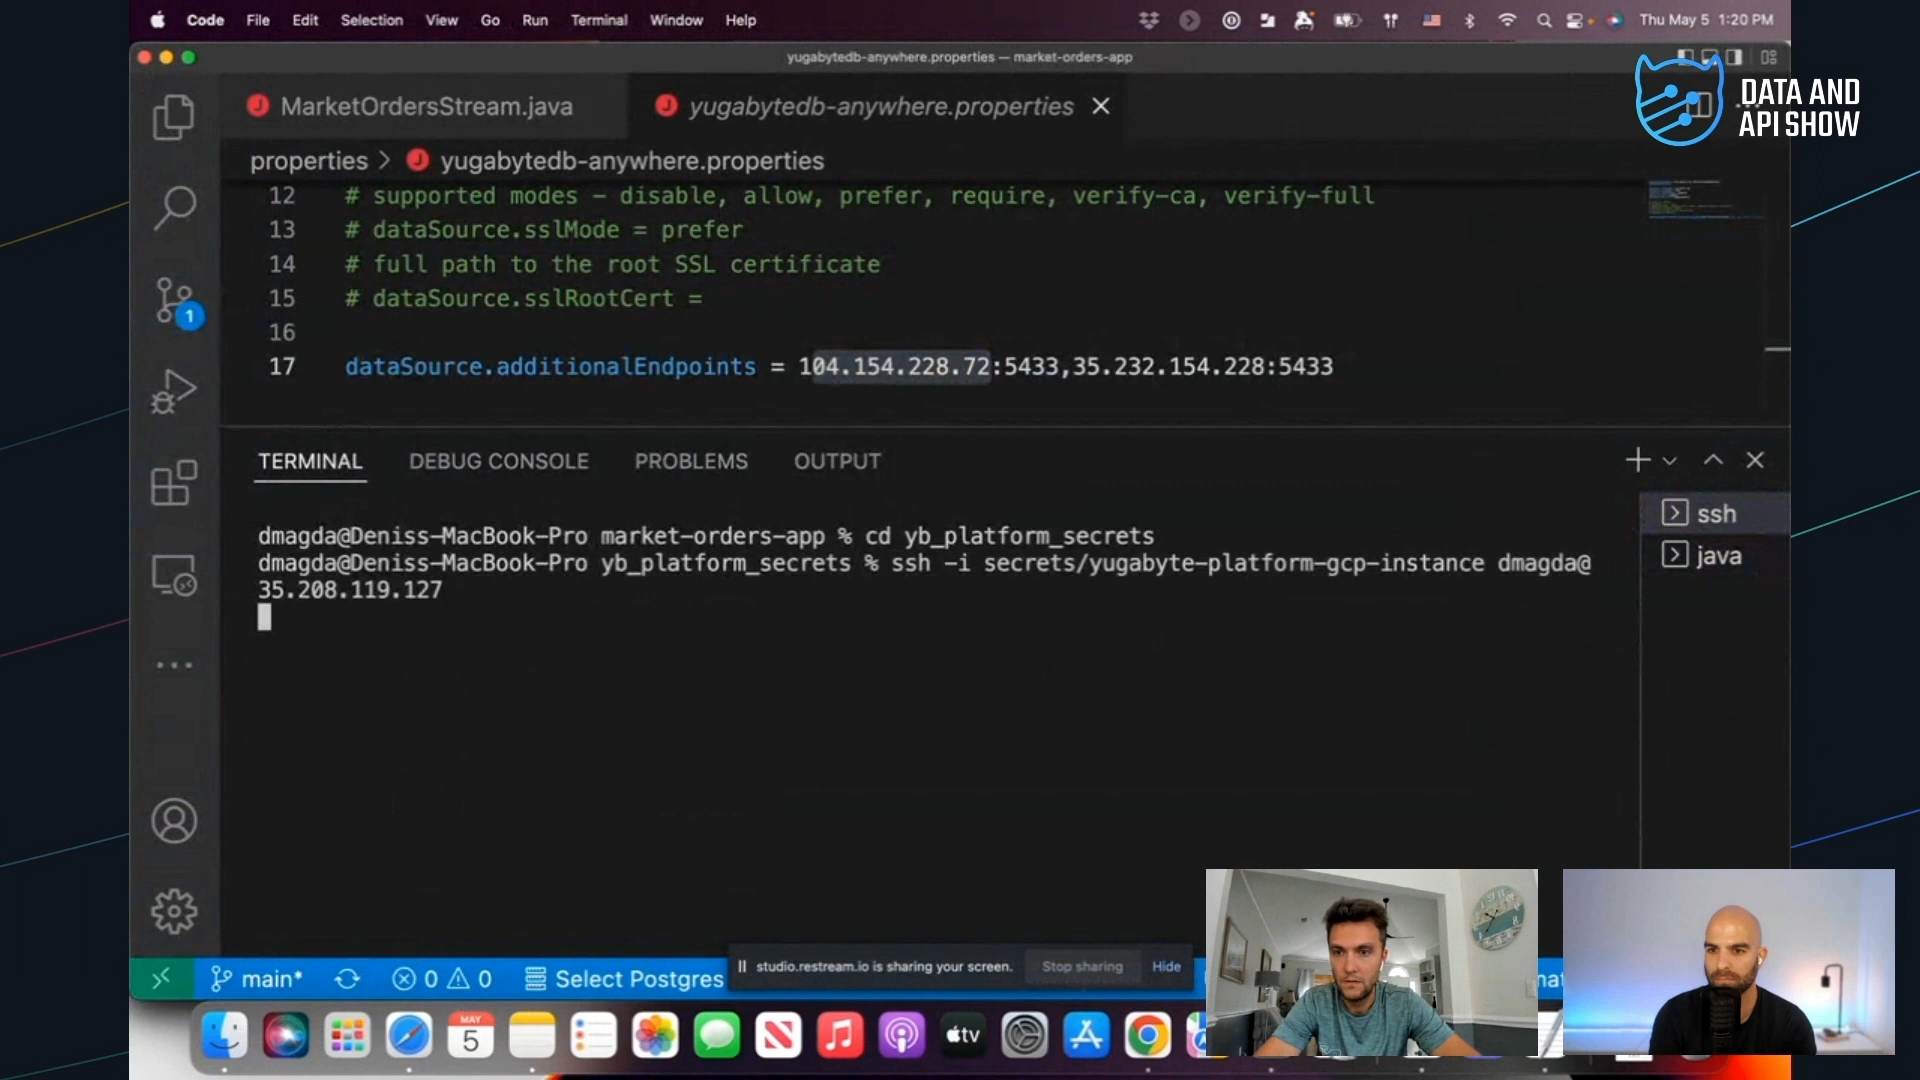 Code File Edit Selection View Go Run Terminal Window Help
Thu May 5 1:20 PM
yugabytedb-anywhere.properties — market-orders-app
DATA AND
API SHOW
MarketOrdersStream.java
yugabytedb-anywhere.properties
properties > yugabytedb-anywhere.properties
12 # supported modes - disable, allow, prefer, require, verify-ca, verify-full
13 # dataSource.sslMode = prefer
14 # full path to the root SSL certificate
15 # dataSource.sslRootCert =
16
17 dataSource.additionalEndpoints = 104.154.228.72:5433,35.232.154.228:5433
1
TERMINAL DEBUG CONSOLE PROBLEMS OUTPUT
ssh
java
dmagda@Deniss-MacBook-Pro market-orders-app % cd yb_platform_secrets
dmagda@Deniss-MacBook-Pro yb_platform_secrets % ssh -i secrets/yugabyte-platform-gcp-instance dmagda@
35.208.119.127
studio.restream.io is sharing your screen. Stop sharing Hide
main* 0 0 Select Postgres
MAY
5
tv